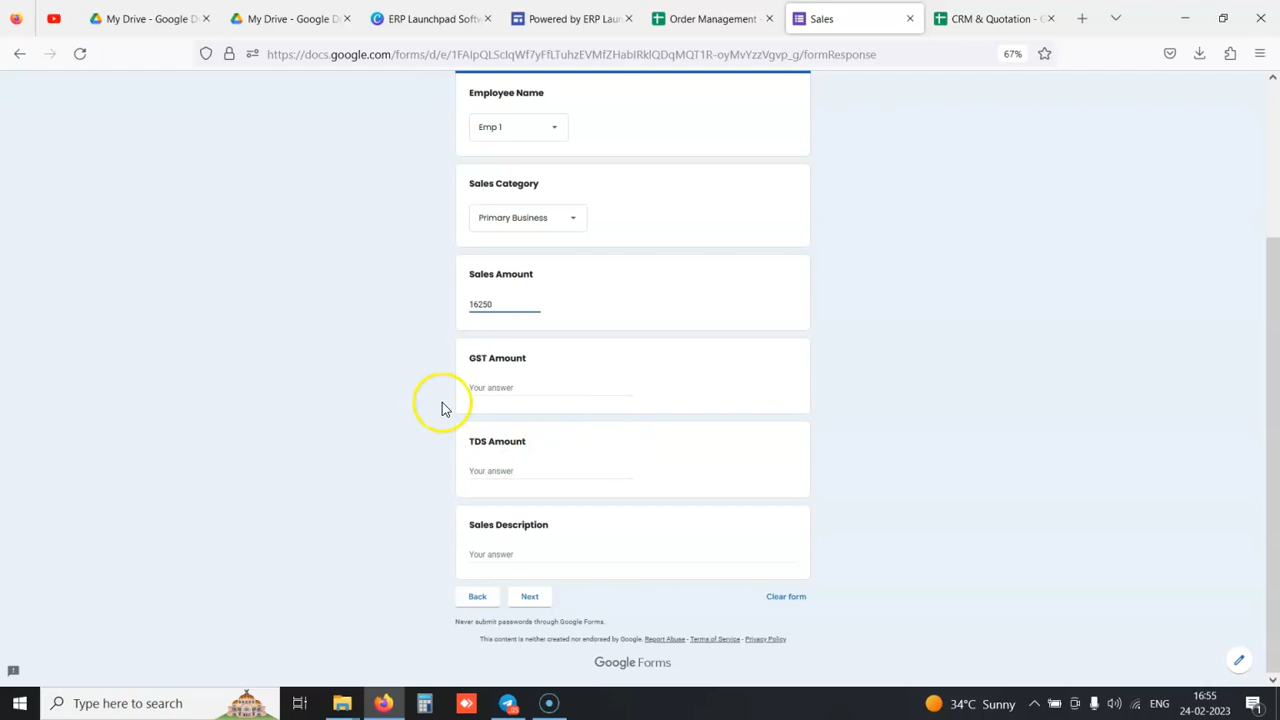 My Drive - Google D
My Drive - Google D
ERP Launchpad Softw
Powered by ERP Laun
Order Management -
Sales
CRM & Quotation - 
https://docs.google.com/forms/d/e/
/formResponse
67%
Employee Name
Emp 1
Sales Category
Primary Business
Sales Amount
16250
GST Amount
Your answer
TDS Amount
Your answer
Sales Description
Your answer
Back
Next
Clear form
Never submit passwords through Google Forms.
This content is neither created nor endorsed by Google. Report Abuse - Terms of Service - Privacy Policy
Google Forms
Type here to search
34°C Sunny
ENG
16:55
24-02-2023